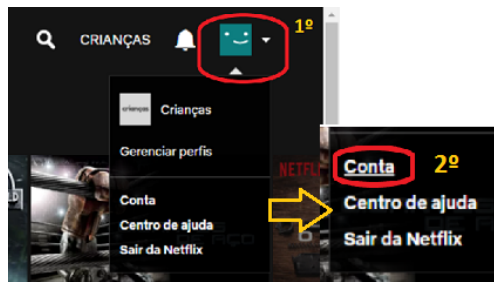 CRIANÇAS
1º
crianças
Crianças
Gerenciar perfis
NETFL
Conta
Centro de ajuda
Sair da Netflix
Conta
2º
Centro de ajuda
Sair da Netflix